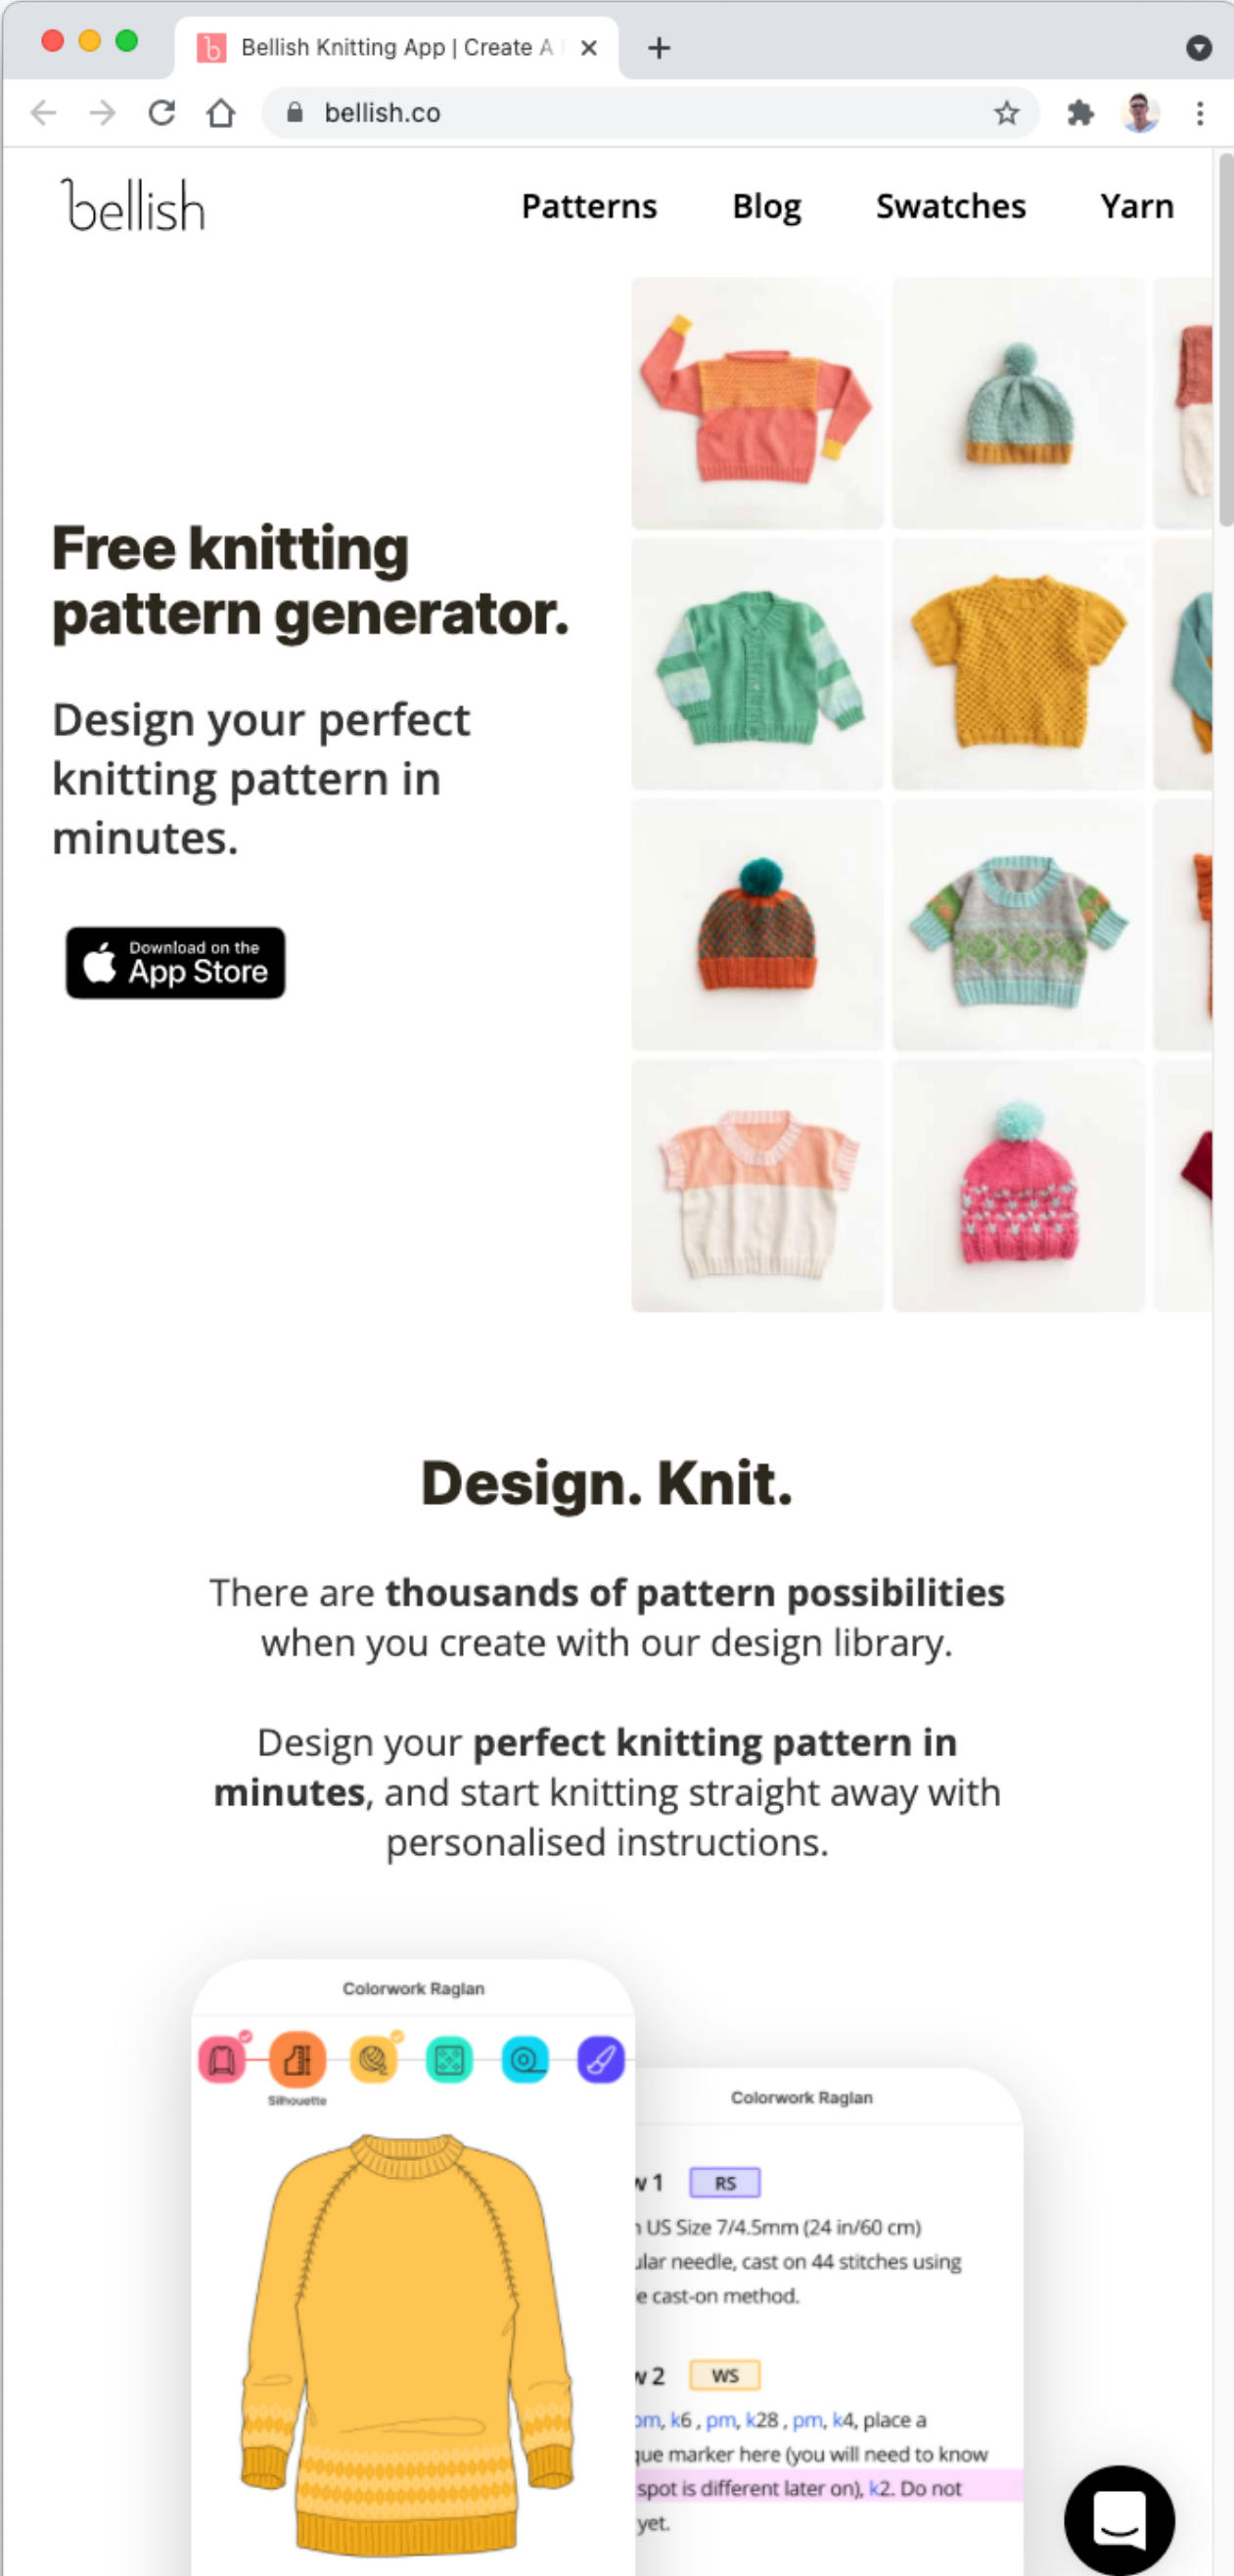 Bellish Knitting App | Create A
bellish.co
bellish
Patterns Blog Swatches Yarn
Free knitting
pattern generator.
Design your perfect
knitting pattern in
minutes.
Download on the
App Store
Design. Knit.
There are thousands of pattern possibilities
when you create with our design library.
Design your perfect knitting pattern in
minutes, and start knitting straight away with
personalised instructions.
Colorwork Raglan
Silhouette
Colorwork Raglan
1 RS
US Size 7/4.5mm (24 in/60 cm)
needle, cast on 44 stitches using
cast-on method.
2 WS
k6 , pm, k28 , pm, k4, place a
marker here (you will need to know
spot is different later on), k2. Do not
yet.